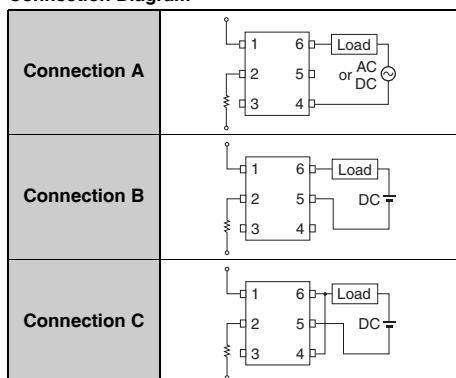 Connection Diagram
Connection A
1 6 Load
2 5 or AC
DC
3 4
Connection B
1 6 Load
2 5 DC
3 4
Connection C
1 6 Load
2 5 DC
3 4